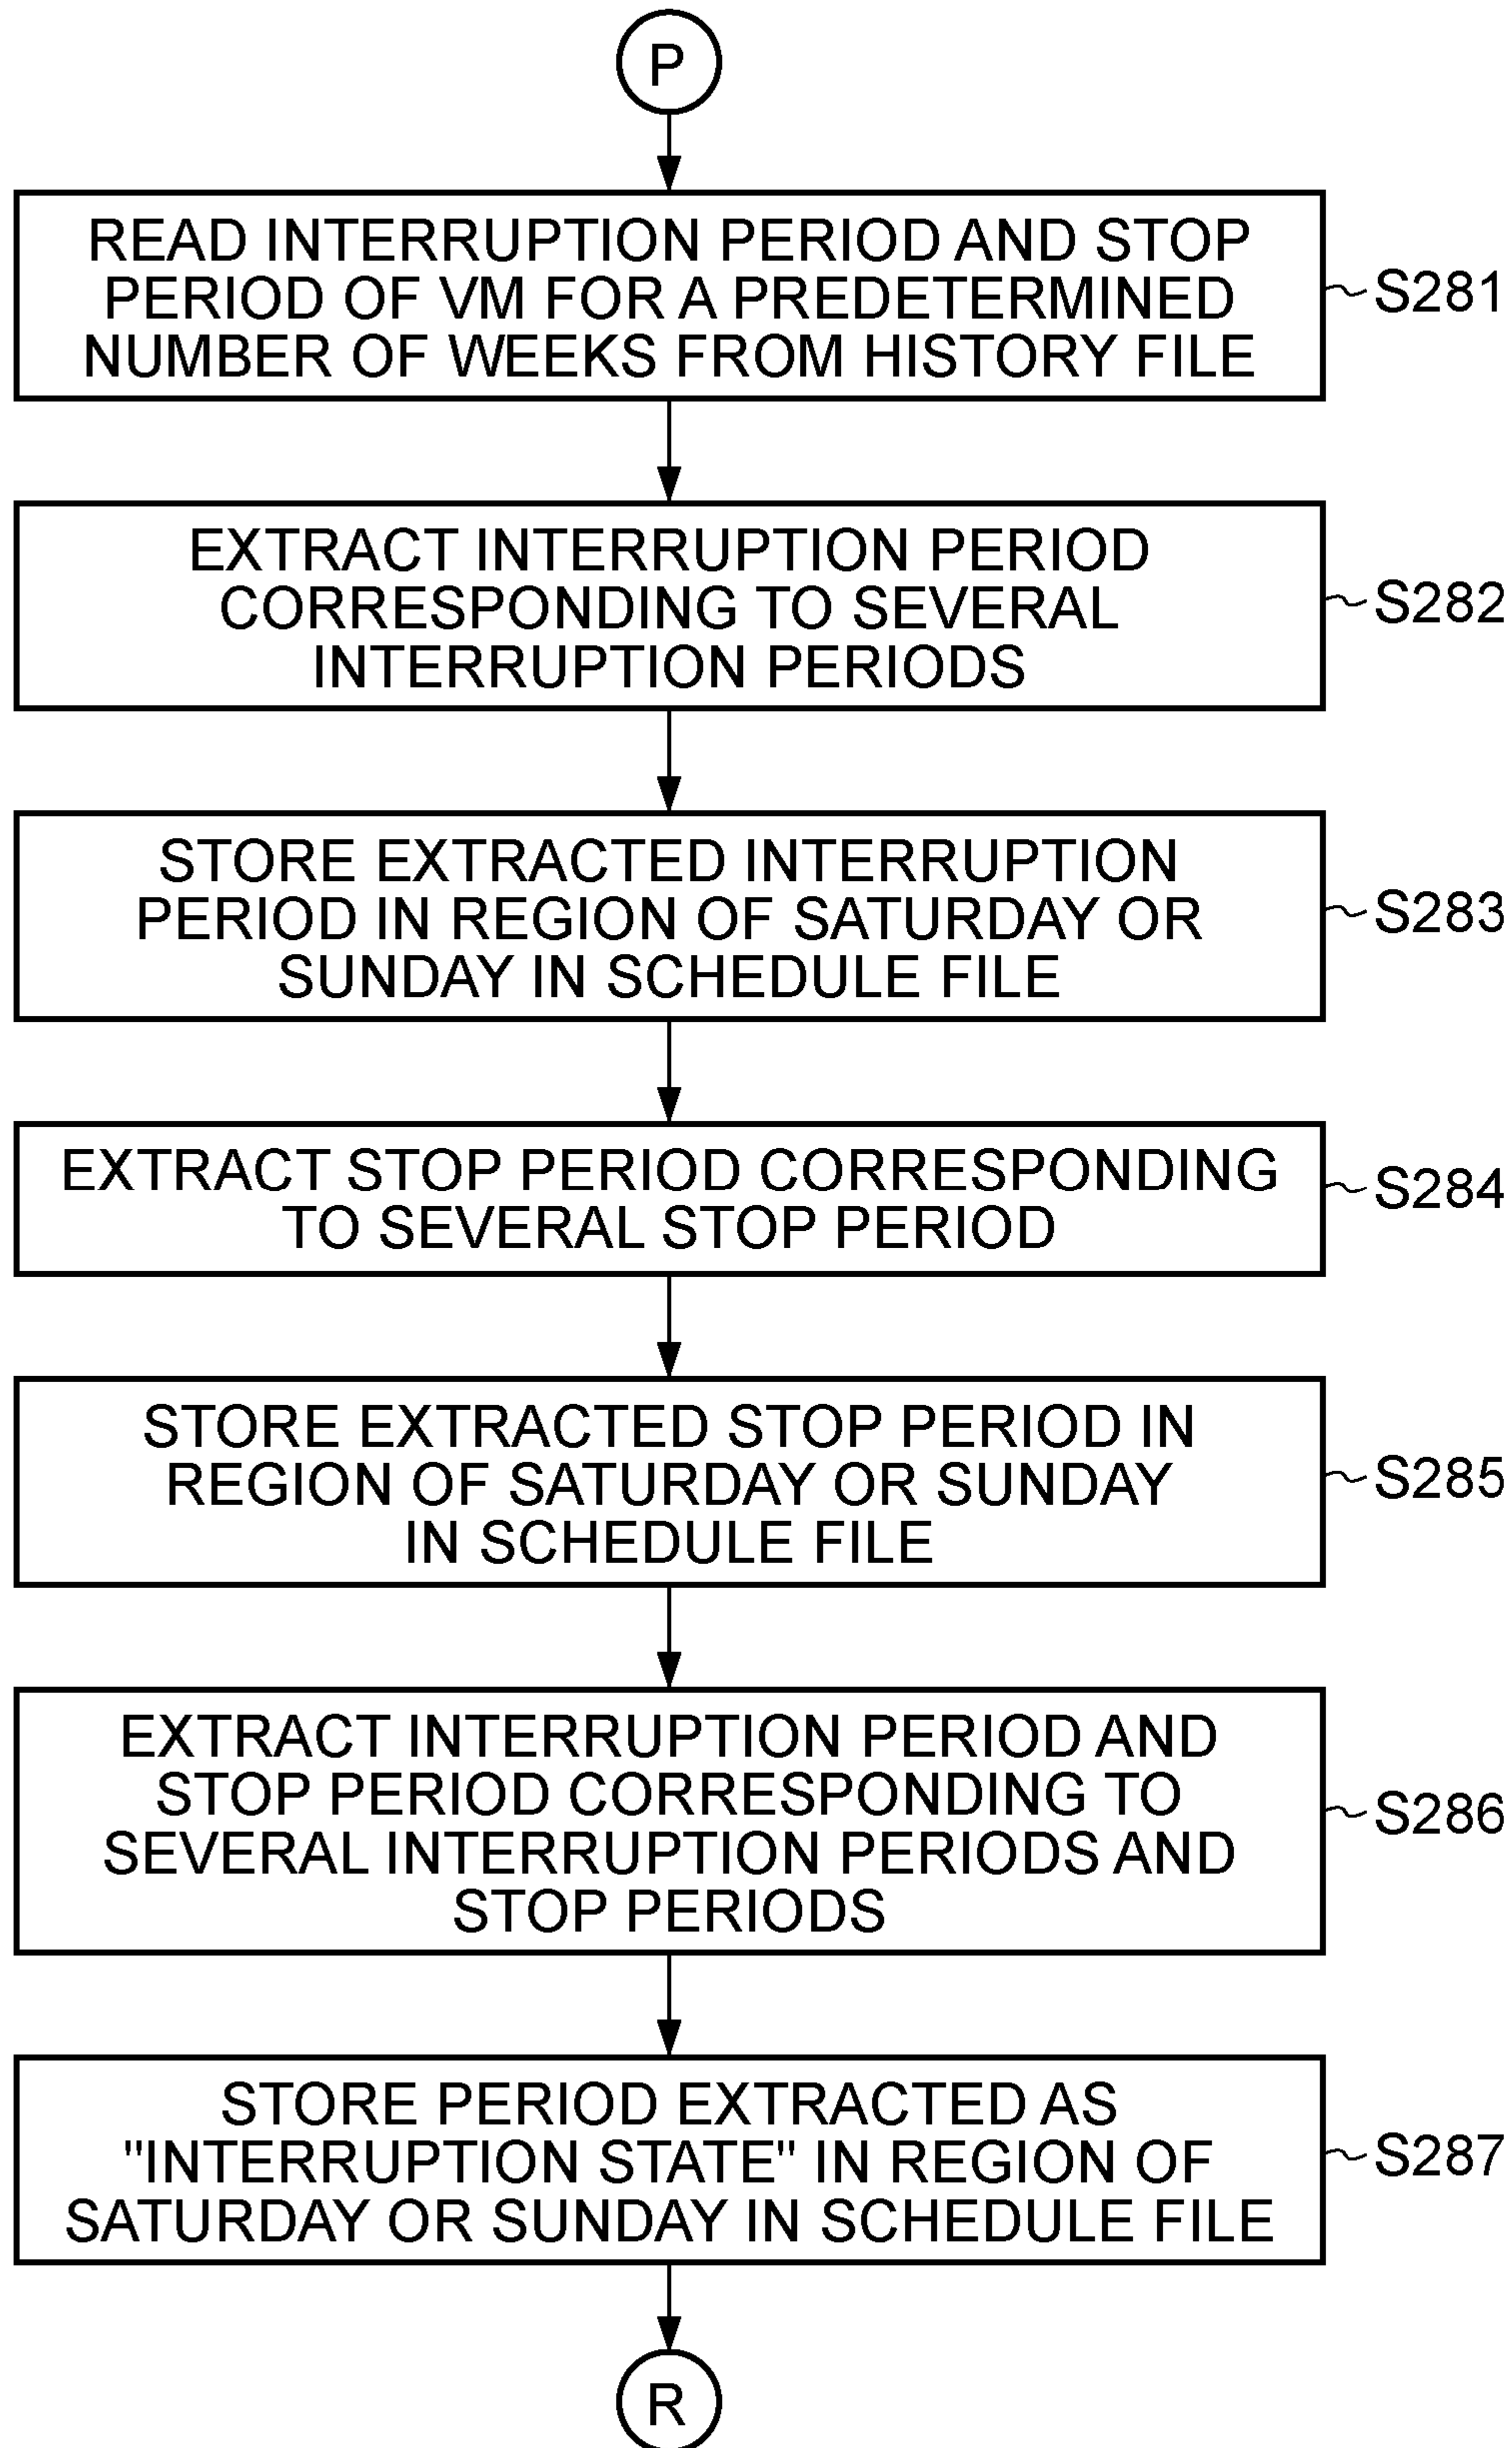 P
READ INTERRUPTION PERIOD AND STOP
PERIOD OF VM FOR A PREDETERMINED
NUMBER OF WEEKS FROM HISTORY FILE
S281
EXTRACT INTERRUPTION PERIOD
CORRESPONDING TO SEVERAL
INTERRUPTION PERIODS
S282
STORE EXTRACTED INTERRUPTION
PERIOD IN REGION OF SATURDAY OR
SUNDAY IN SCHEDULE FILE
S283
EXTRACT STOP PERIOD CORRESPONDING
TO SEVERAL STOP PERIOD
S284
STORE EXTRACTED STOP PERIOD IN
REGION OF SATURDAY OR SUNDAY
IN SCHEDULE FILE
S285
EXTRACT INTERRUPTION PERIOD AND
STOP PERIOD CORRESPONDING TO
SEVERAL INTERRUPTION PERIODS AND
STOP PERIODS
S286
STORE PERIOD EXTRACTED AS
"INTERRUPTION STATE" IN REGION OF
SATURDAY OR SUNDAY IN SCHEDULE FILE
S287
R